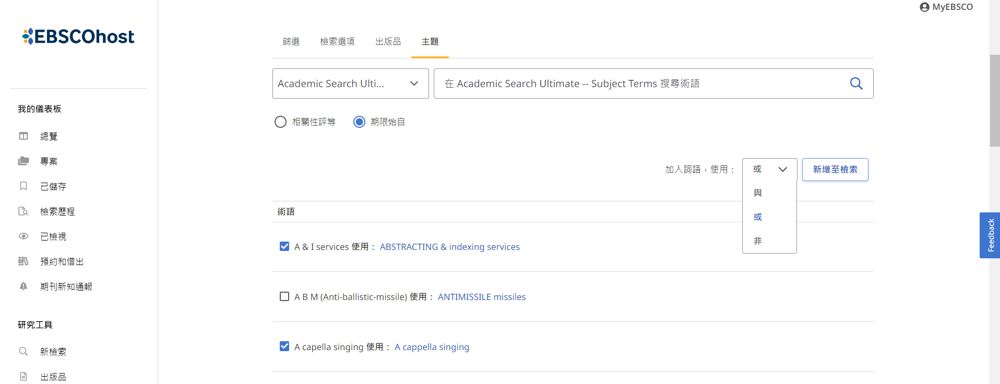 MyEBSCO
EBSCOhost
我的儀表板
總覽
專案
已儲存
檢索歷程
已檢視
預約和借出
期刊新知通報
研究工具
新檢索
出版品
篩選 檢索選項 出版品 主題
Academic Search Ulti...
在 Academic Search Ultimate -- Subject Terms 搜尋術語
相關性評等 期限始自
加入詞語，使用： 或 新增至檢索
與
或
非
術語
A & I services 使用： ABSTRACTING & indexing services
A B M (Anti-ballistic-missile) 使用： ANTIMISSILE missiles
A capella singing 使用： A cappella singing
Feedback